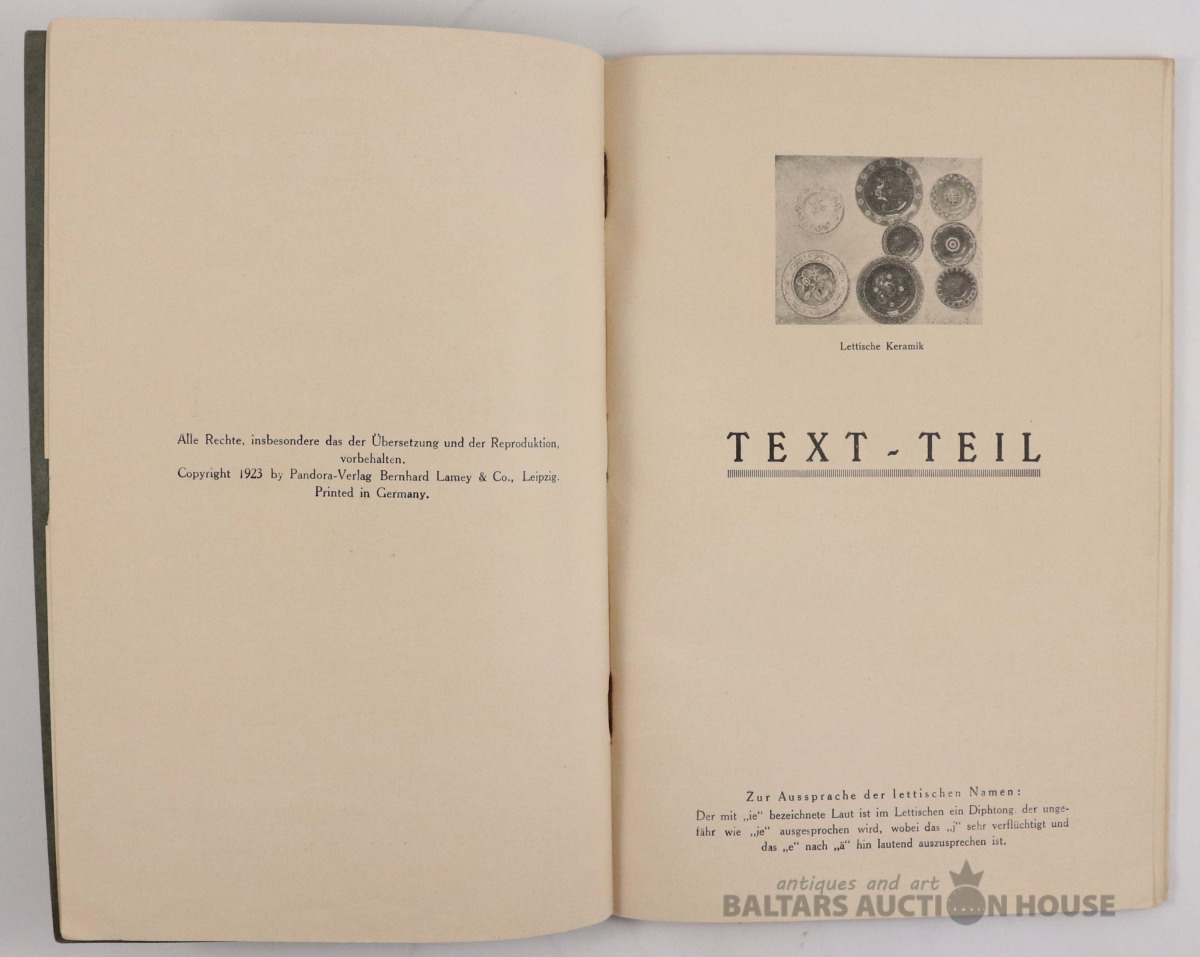 Alle Rechte, insbesondere das der Übersetzung und der Reproduktion,
vorbehalten.
Copyright 1923 by Pandora-Verlag Bernhard Lamey & Co., Leipzig.
Printed in Germany.
Lettische Keramik
TEXT - TEIL
Zur Aussprache der lettischen Namen:
Der mit „ie“ bezeichnete Laut ist im Lettischen ein Diphtong, der unge-
fähr wie „je“ ausgesprochen wird, wobei das „j“ sehr verflüchtigt und
das „e“ nach „ä“ hin lautend auszusprechen ist.
antiques and art
BALTARS AUCTION HOUSE